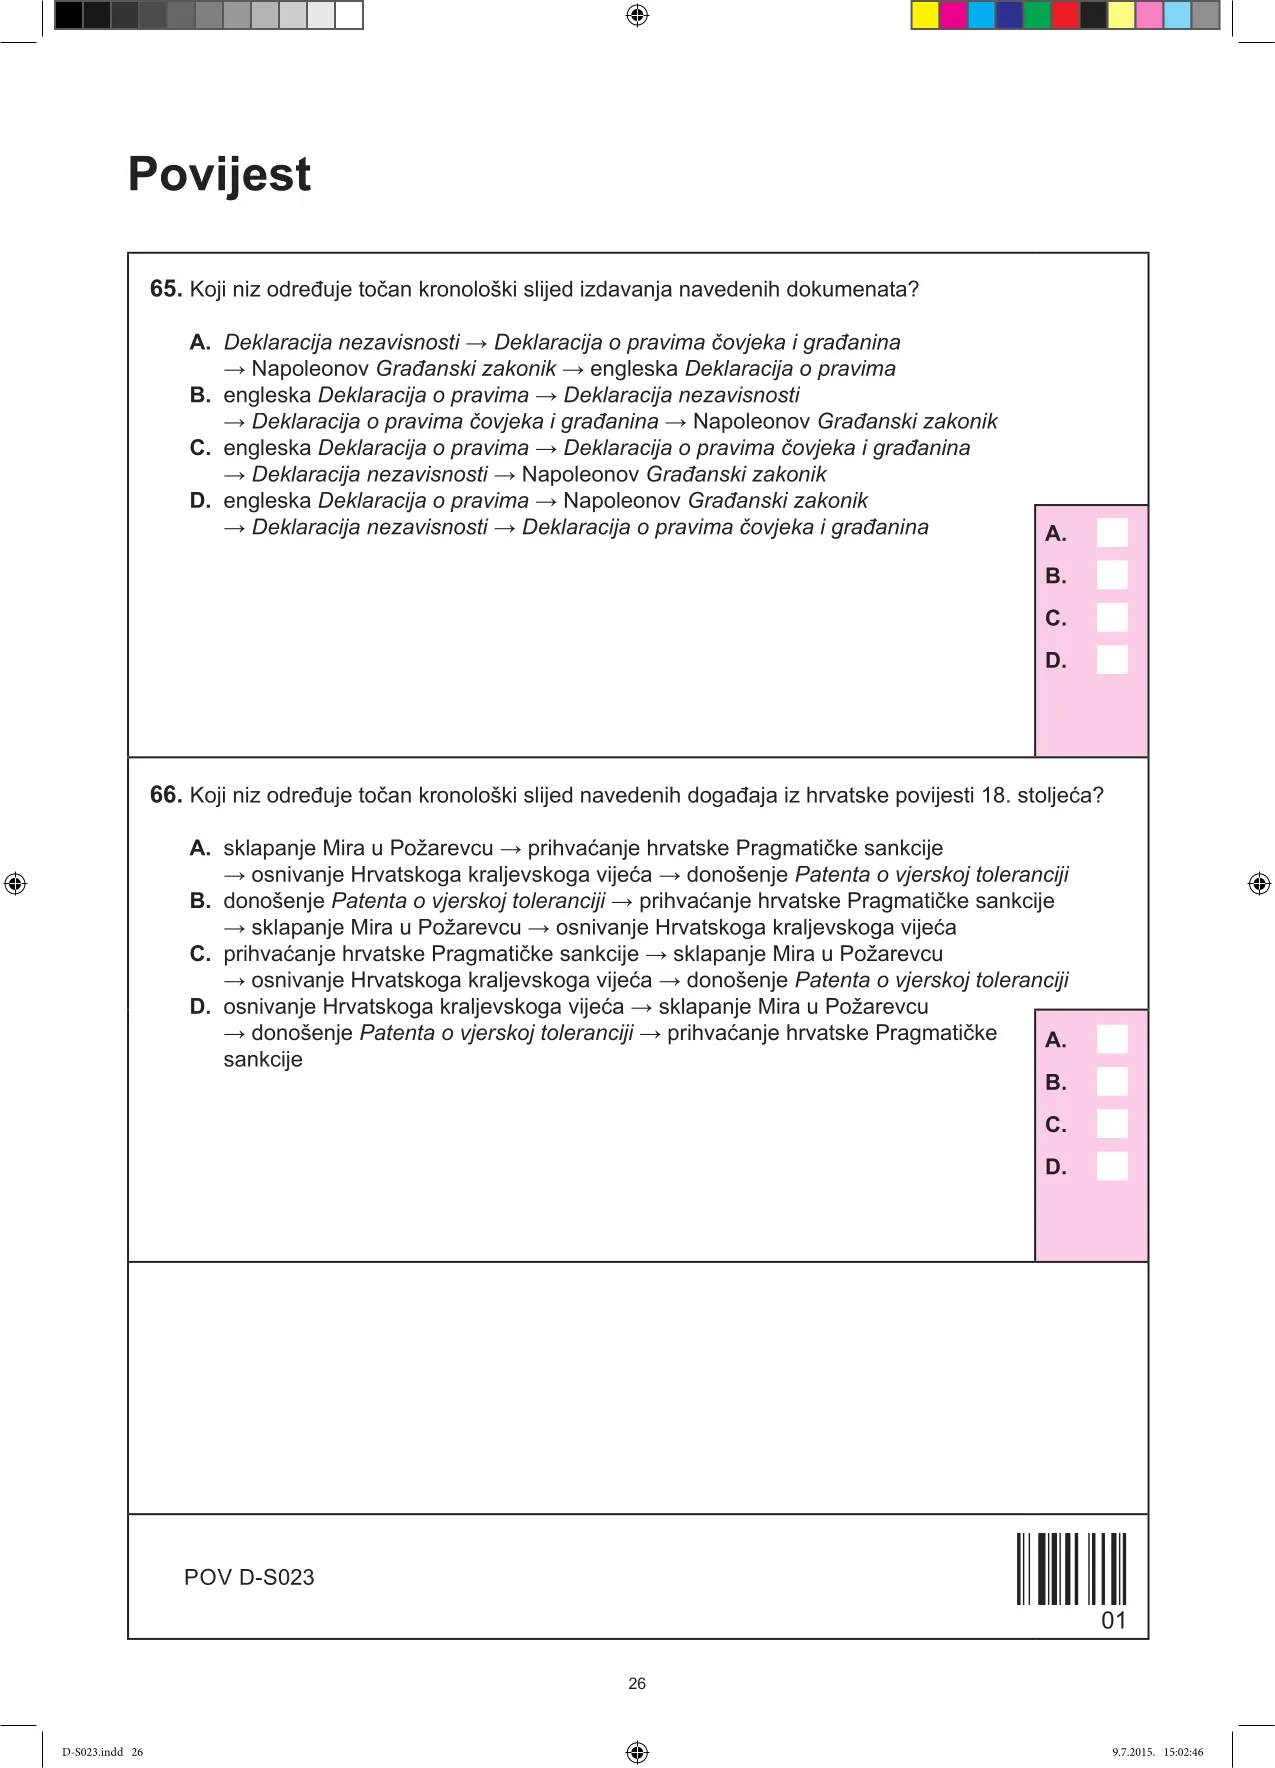 Povijest
65. Koji niz određuje točan kronološki slijed izdavanja navedenih dokumenata?
A. Deklaracija nezavisnosti → Deklaracija o pravima čovjeka i građanina
→ Napoleonov Građanski zakonik → engleska Deklaracija o pravima
B. engleska Deklaracija o pravima → Deklaracija nezavisnosti
→ Deklaracija o pravima čovjeka i građanina → Napoleonov Građanski zakonik
C. engleska Deklaracija o pravima → Deklaracija o pravima čovjeka i građanina
→ Deklaracija nezavisnosti → Napoleonov Građanski zakonik
D. engleska Deklaracija o pravima → Napoleonov Građanski zakonik
→ Deklaracija nezavisnosti → Deklaracija o pravima čovjeka i građanina
A.
B.
C.
D.
66. Koji niz određuje točan kronološki slijed navedenih događaja iz hrvatske povijesti 18. stoljeća?
A. sklapanje Mira u Požarevcu → prihvaćanje hrvatske Pragmatičke sankcije
→ osnivanje Hrvatskoga kraljevskoga vijeća → donošenje Patenta o vjerskoj toleranciji
B. donošenje Patenta o vjerskoj toleranciji → prihvaćanje hrvatske Pragmatičke sankcije
→ sklapanje Mira u Požarevcu → osnivanje Hrvatskoga kraljevskoga vijeća
C. prihvaćanje hrvatske Pragmatičke sankcije → sklapanje Mira u Požarevcu
→ osnivanje Hrvatskoga kraljevskoga vijeća → donošenje Patenta o vjerskoj toleranciji
D. osnivanje Hrvatskoga kraljevskoga vijeća → sklapanje Mira u Požarevcu
→ donošenje Patenta o vjerskoj toleranciji → prihvaćanje hrvatske Pragmatičke
sankcije
A.
B.
C.
D.
POV D-S023
01
26
D-S023.indd 26
9.7.2015. 15:02:46